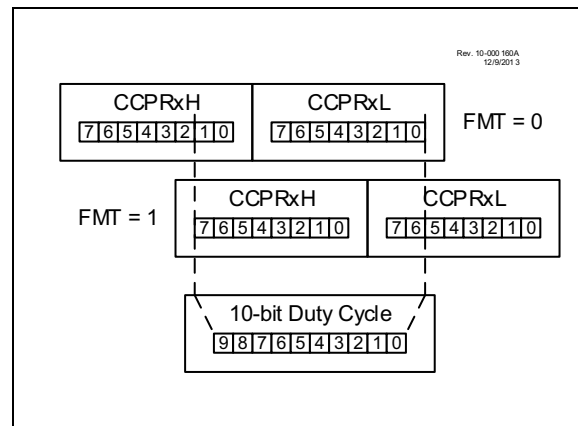 Rev. 10-000 160A
12/9/201 3
CCPRxH CCPRxL
7 6 5 4 3 2 1 0 7 6 5 4 3 2 1 0 FMT = 0
CCPRxH CCPRxL
FMT = 1 7 6 5 4 3 2 1 0 7 6 5 4 3 2 1 0
10-bit Duty Cycle
9 8 7 6 5 4 3 2 1 0